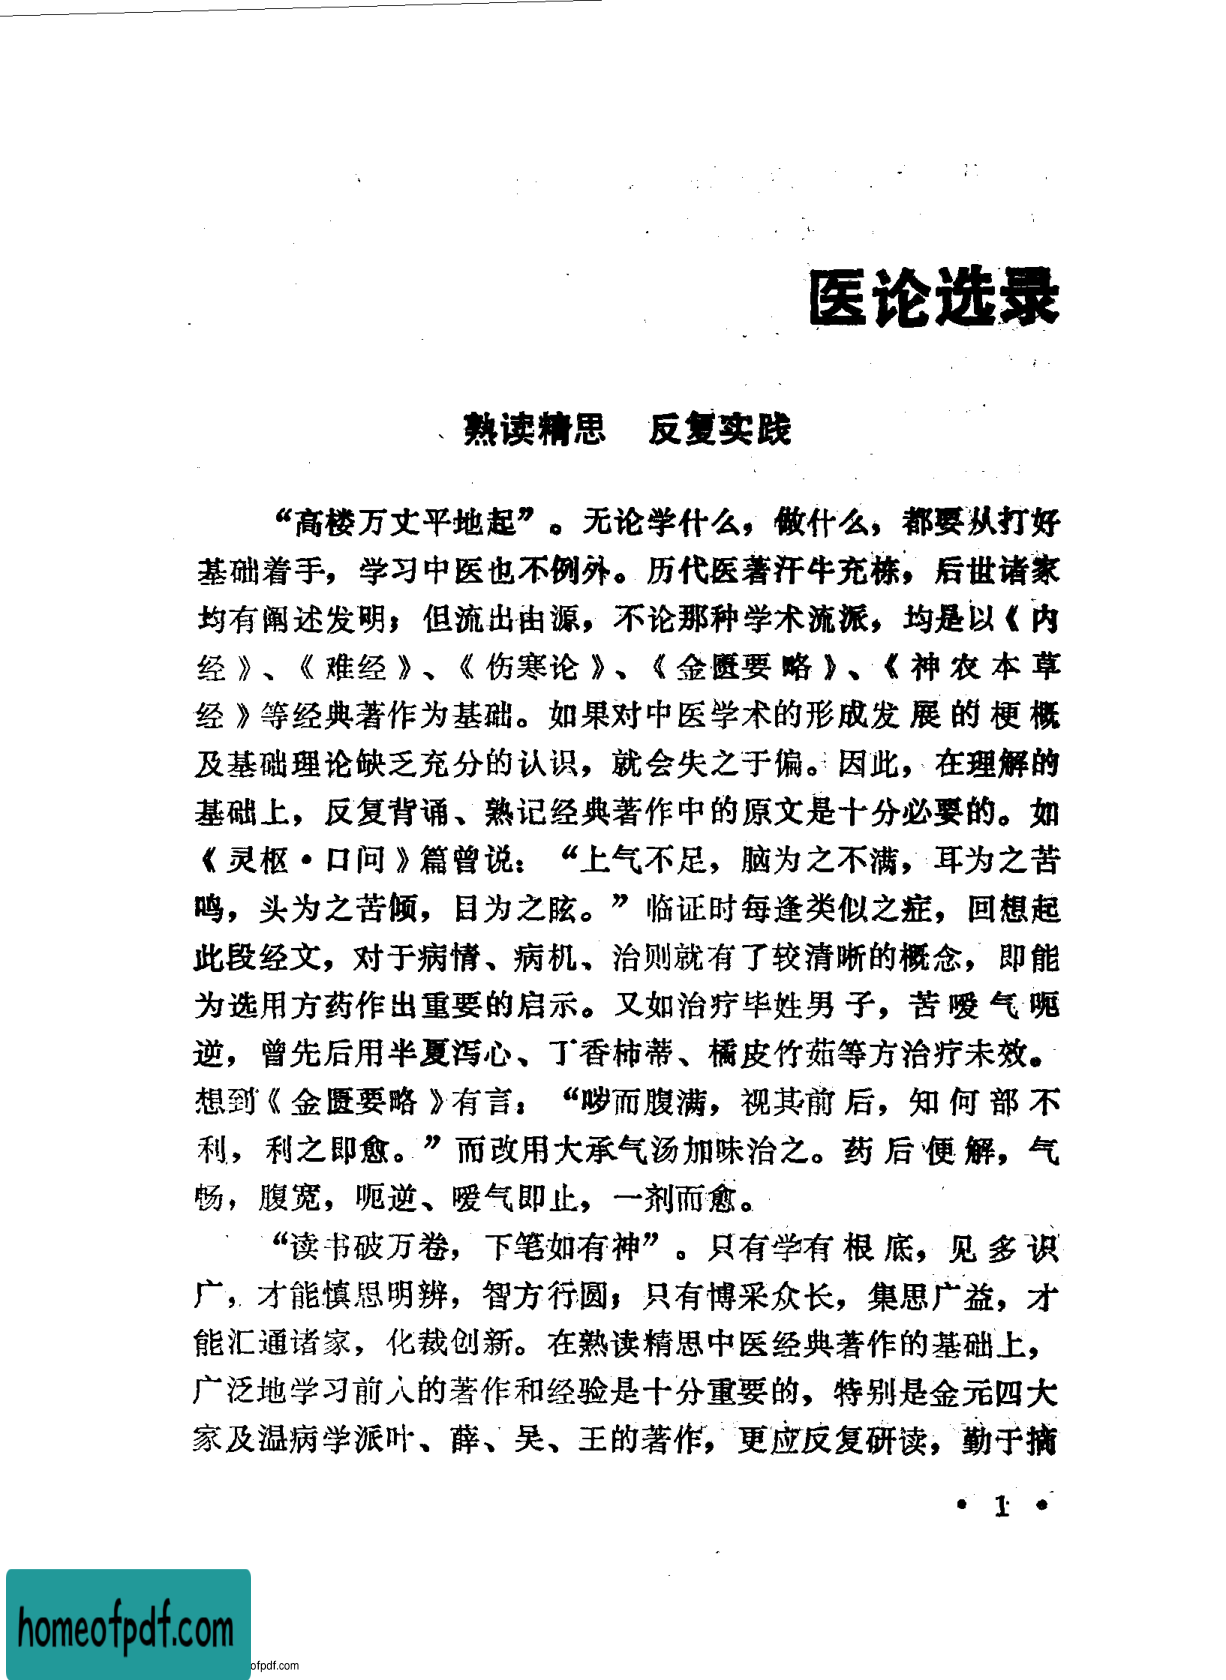 医论选录
熟读精思 反复实践
“高楼万丈平地起”。无论学什么，做什么，都要从打好
基础着手，学习中医也不例外。历代医著汗牛充栋，后世诸家
均有阐述发明；但流出由源，不论那种学术流派，均是以《内
经》、《难经》、《伤寒论》、《金匮要略》、《神农本草
经》等经典著作为基础。如果对中医学术的形成发展的梗概
及基础理论缺乏充分的认识，就会失之于偏。因此，在理解的
基础上，反复背诵、熟记经典著作中的原文是十分必要的。如
《灵枢·口问》篇曾说：“上气不足，脑为之不满，耳为之苦
鸣，头为之苦倾，目为之眩。”临证时每逢类似之症，回想起
此段经文，对于病情、病机、治则就有了较清晰的概念，即能
为选用方药作出重要的启示。又如治疗毕姓男子，苦嗳气呃
逆，曾先后用半夏泻心、丁香柿蒂、橘皮竹茹等方治疗未效。
想到《金匮要略》有言：“哕而腹满，视其前后，知何部不
利，利之即愈。”而改用大承气汤加味治之。药后便解，气
畅，腹宽，呃逆、嗳气即止，一剂而愈。
“读书破万卷，下笔如有神”。只有学有根底，见多识
广，才能慎思明辨，智方行圆；只有博采众长，集思广益，才
能汇通诸家，化裁创新。在熟读精思中医经典著作的基础上，
广泛地学习前人的著作和经验是十分重要的，特别是金元四大
家及温病学派叶、薛、吴、王的著作，更应反复研读，勤于摘
• 1 •
homeofpdf.com
ofpdf.com